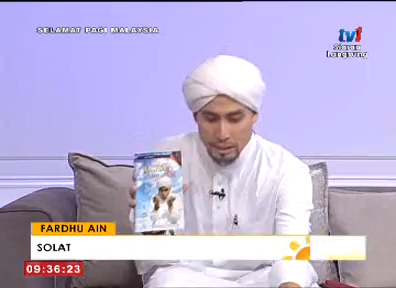 SELAMAT PAGI MALAYSIA
tv1
Siaran
Langsung
FARDHU AIN
SOLAT
09:36:23